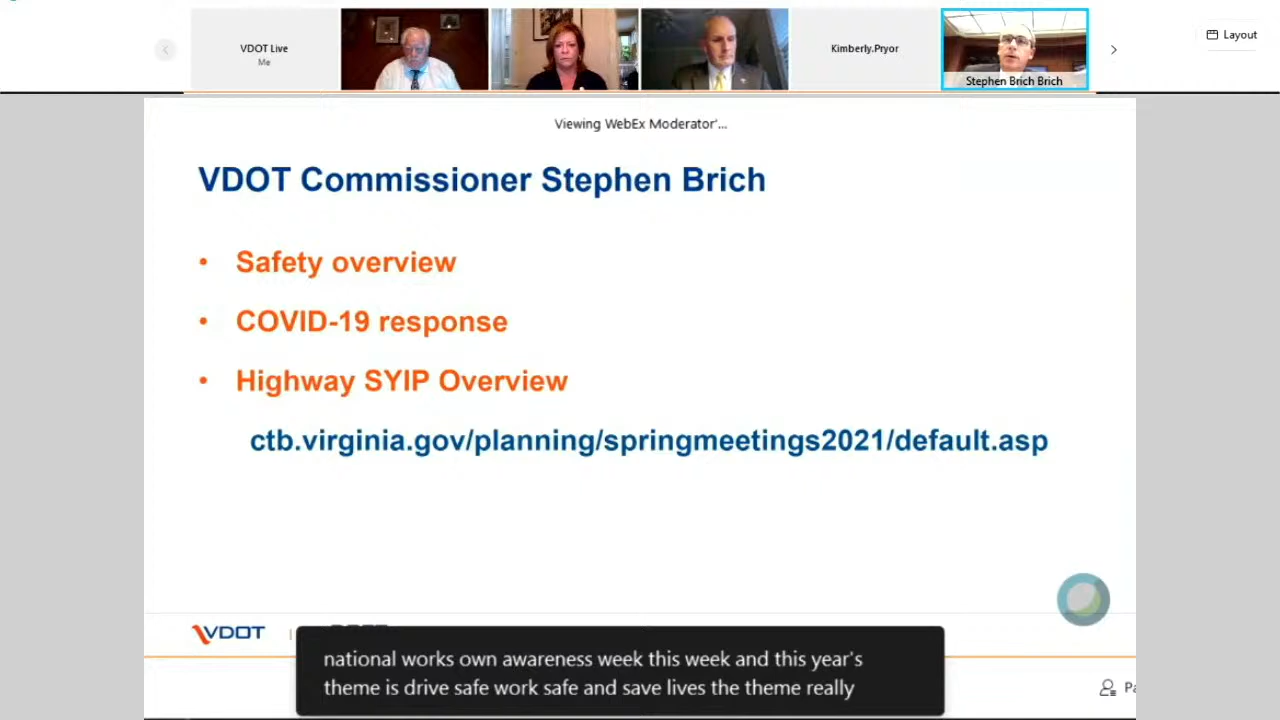 VDOT Live
Me
Kimberly.Pryor
Stephen Brich Brich
Layout
Viewing WebEx Moderator'...
VDOT Commissioner Stephen Brich
• Safety overview
• COVID-19 response
• Highway SYIP Overview
ctb.virginia.gov/planning/springmeetings2021/default.asp
VDOT
national works own awareness week this week and this year's
theme is drive safe work safe and save lives the theme really